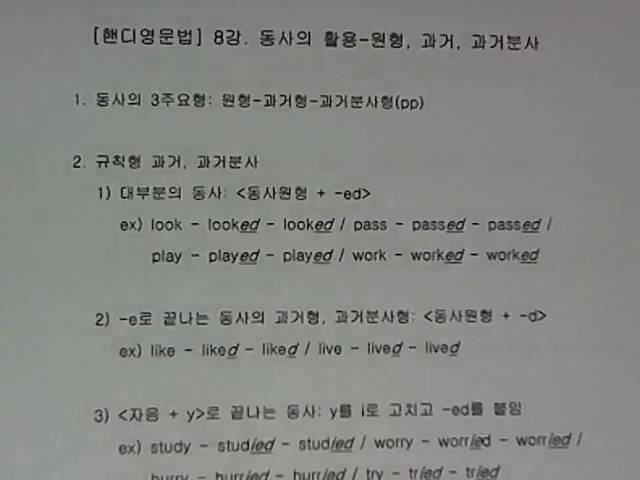 [핸디영문법] 8강. 동사의 활용-원형, 과거, 과거분사
1. 동사의 3주요형: 원형-과거형-과거분사형(pp)
2. 규칙형 과거, 과거분사
1) 대부분의 동사: <동사원형 + -ed>
ex) look - looked - looked / pass - passed - passed /
play - played - played / work - worked - worked
2) -e로 끝나는 동사의 과거형, 과거분사형: <동사원형 + -d>
ex) like - liked - liked / live - lived - lived
3) <자음 + y>로 끝나는 동사: y를 i로 고치고 -ed를 붙임
ex) study - studied - studied / worry - worried - worried /
hurry - hurried - hurried / try - tried - tried